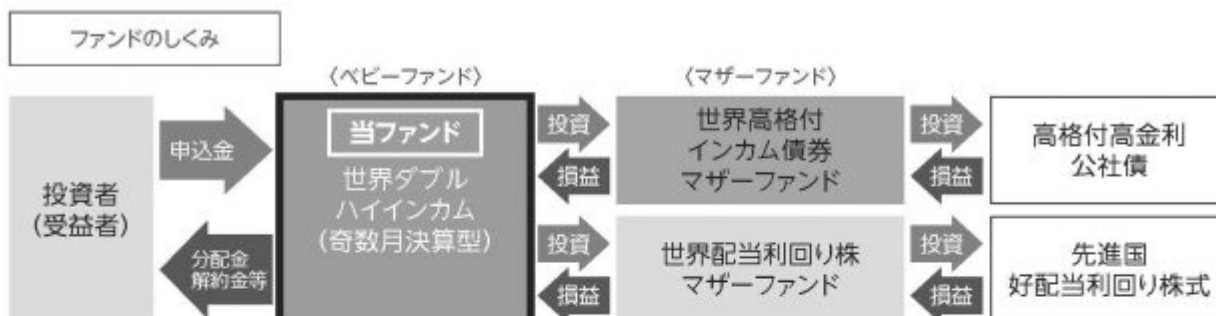 ファンドのしくみ
〈ベビーファンド〉
〈マザーファンド〉
投資者
(受益者)
申込金
分配金
解約金等
当ファンド
世界ダブル
ハイインカム
(奇数月決算型)
投資
損益
投資
損益
世界高格付
インカム債券
マザーファンド
世界配当利回り株
マザーファンド
投資
損益
投資
損益
高格付高金利
公社債
先進国
好配当利回り株式